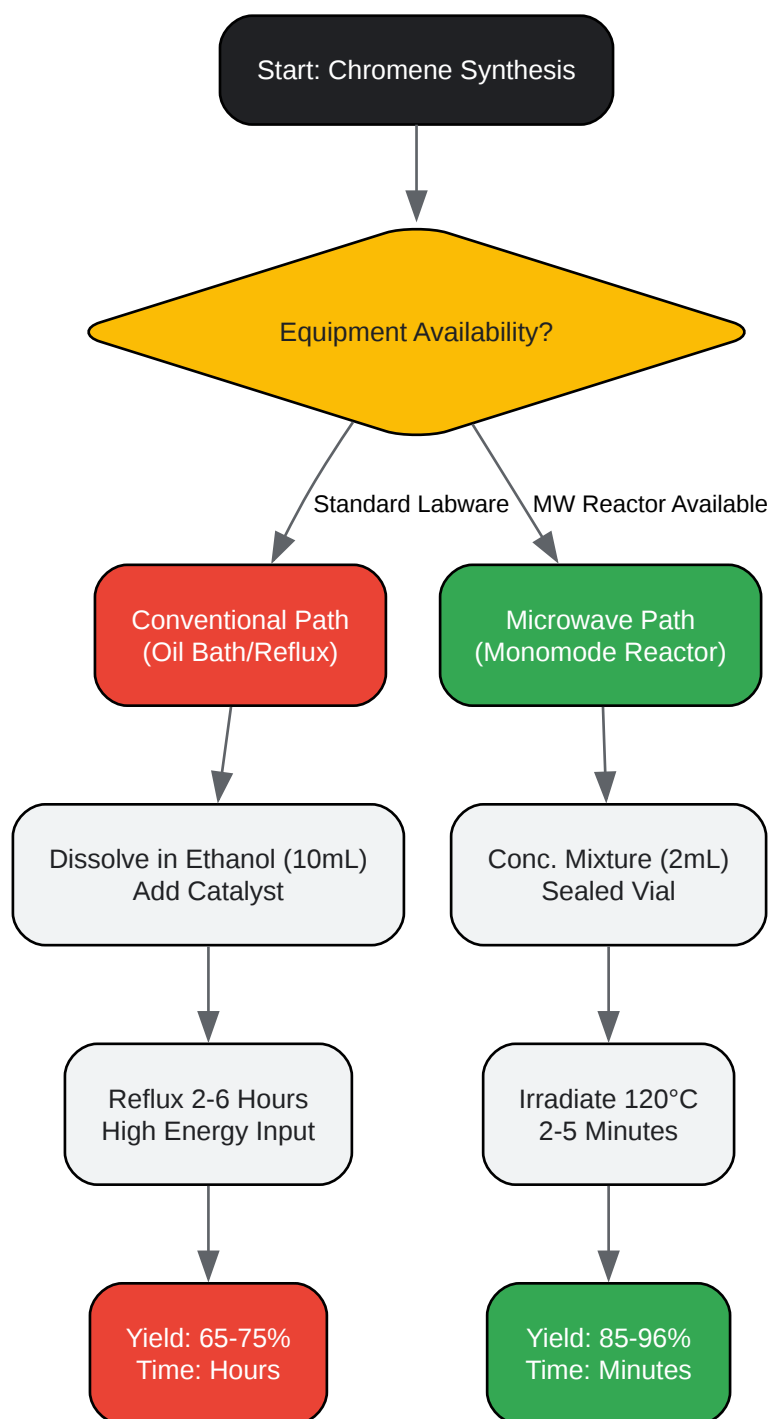 Start: Chromene Synthesis
Equipment Availability?
Standard Labware
MW Reactor Available
Conventional Path
(Oil Bath/Reflux)
Microwave Path
(Monomode Reactor)
Dissolve in Ethanol (10mL)
Add Catalyst
Conc. Mixture (2mL)
Sealed Vial
Reflux 2-6 Hours
High Energy Input
Irradiate 120°C
2-5 Minutes
Yield: 65-75%
Time: Hours
Yield: 85-96%
Time: Minutes